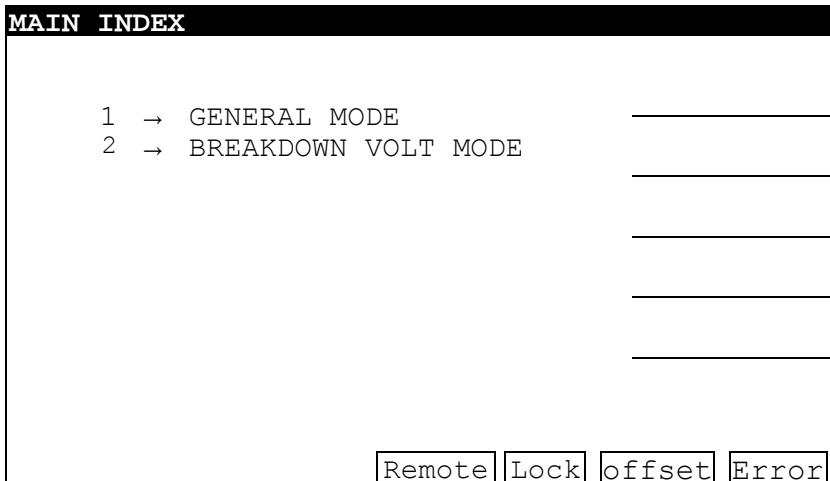 MAIN INDEX
1 → GENERAL MODE
2 → BREAKDOWN VOLT MODE
Remote Lock offset Error